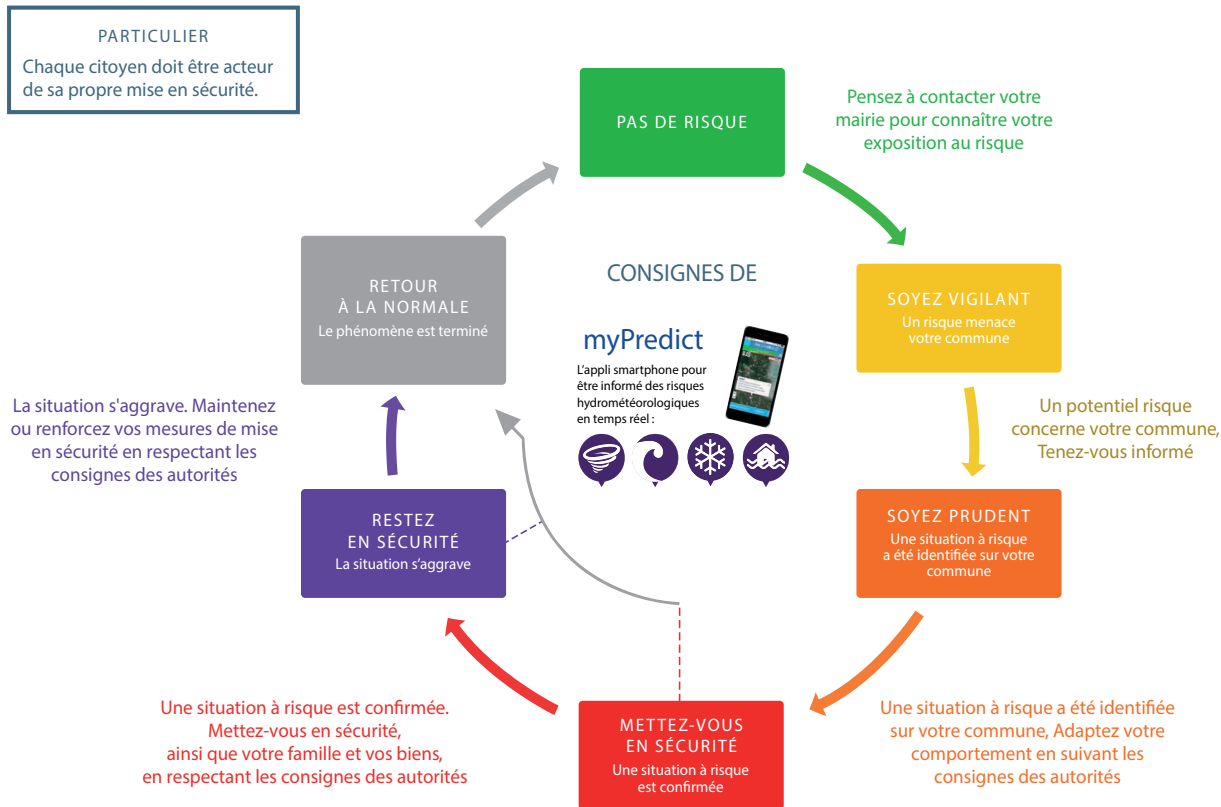 PARTICULIER
Chaque citoyen doit être acteur
de sa propre mise en sécurité.
PAS DE RISQUE
Pensez à contacter votre
mairie pour connaître votre
exposition au risque
SOYEZ VIGILANT
Un risque menace
votre commune
Un potentiel risque
concerne votre commune,
Tenez-vous informé
SOYEZ PRUDENT
Une situation à risque
a été identifiée sur votre
commune
Une situation à risque a été identifiée
sur votre commune, Adaptez votre
comportement en suivant les
consignes des autorités
METTEZ-VOUS
EN SÉCURITÉ
Une situation à risque
est confirmée
Une situation à risque est confirmée.
Mettez-vous en sécurité,
ainsi que votre famille et vos biens,
en respectant les consignes des autorités
RESTEZ
EN SÉCURITÉ
La situation s’aggrave
La situation s'aggrave. Maintenez
ou renforcez vos mesures de mise
en sécurité en respectant les
consignes des autorités
RETOUR
À LA NORMALE
Le phénomène est terminé
CONSIGNES DE
myPredict
L’appli smartphone pour
être informé des risques
hydrométéorologiques
en temps réel :